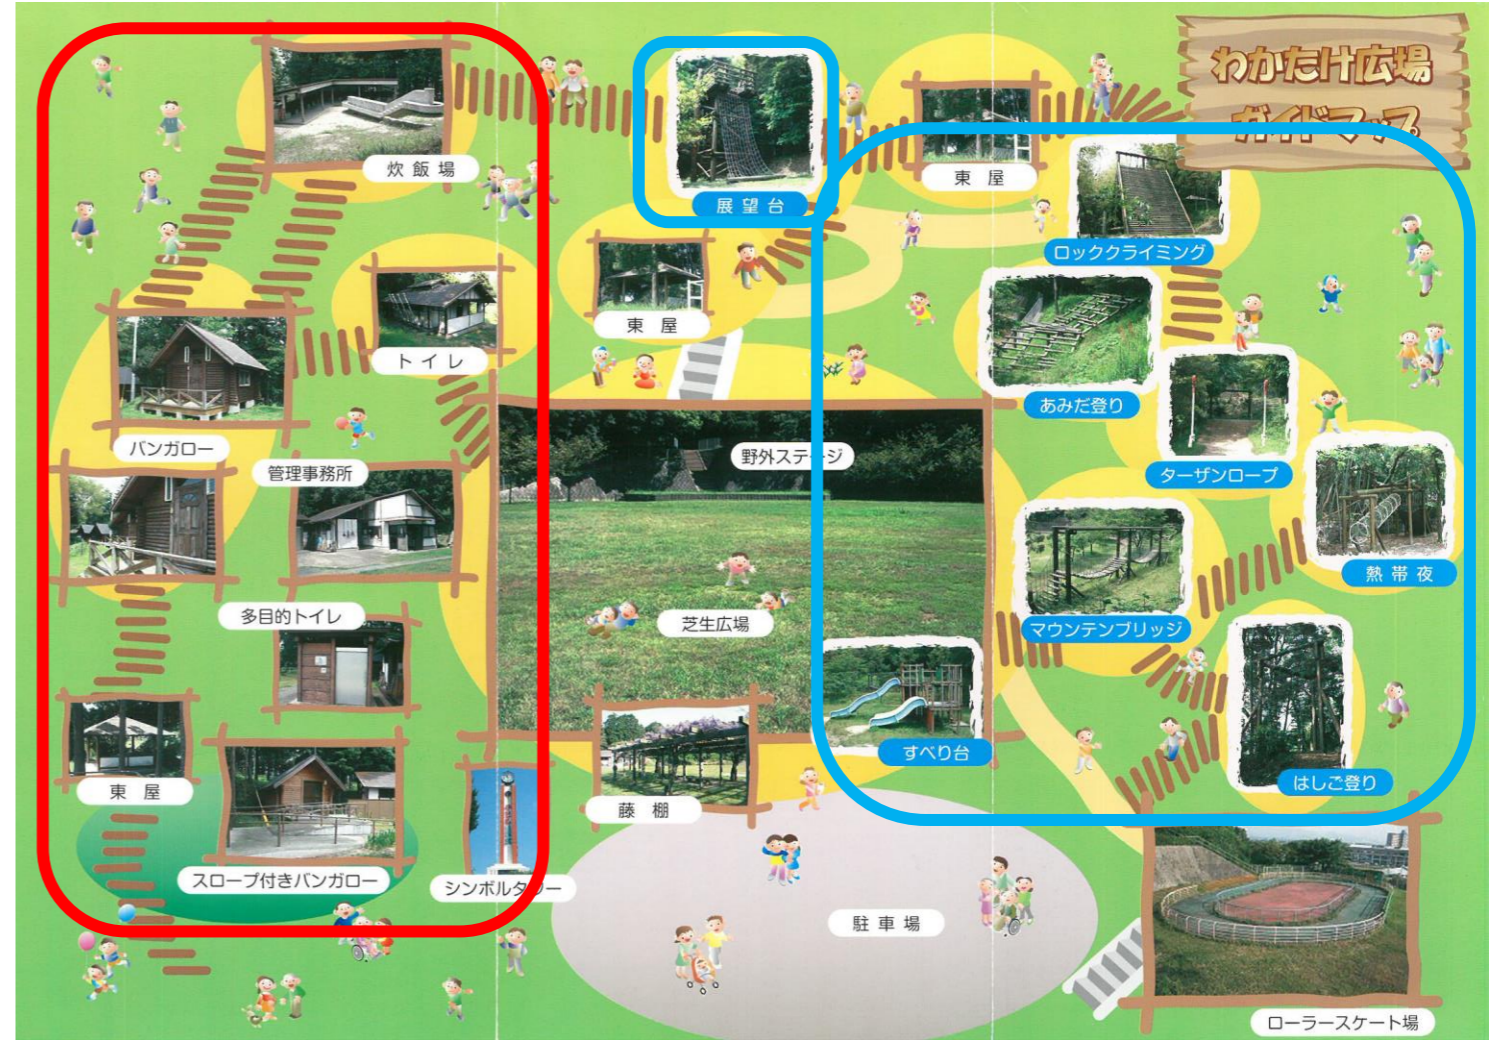 わかたけ広場
ガイドマップ
炊飯場
展望台
東屋
ロッククライミング
東屋
トイレ
あみだ登り
バンガロー
管理事務所
野外ステージ
ターザンロープ
熱帯夜
多目的トイレ
芝生広場
マウンテンブリッジ
すべり台
はしご登り
東屋
藤棚
スロープ付きバンガロー
シンボルタワー
駐車場
ローラースケート場